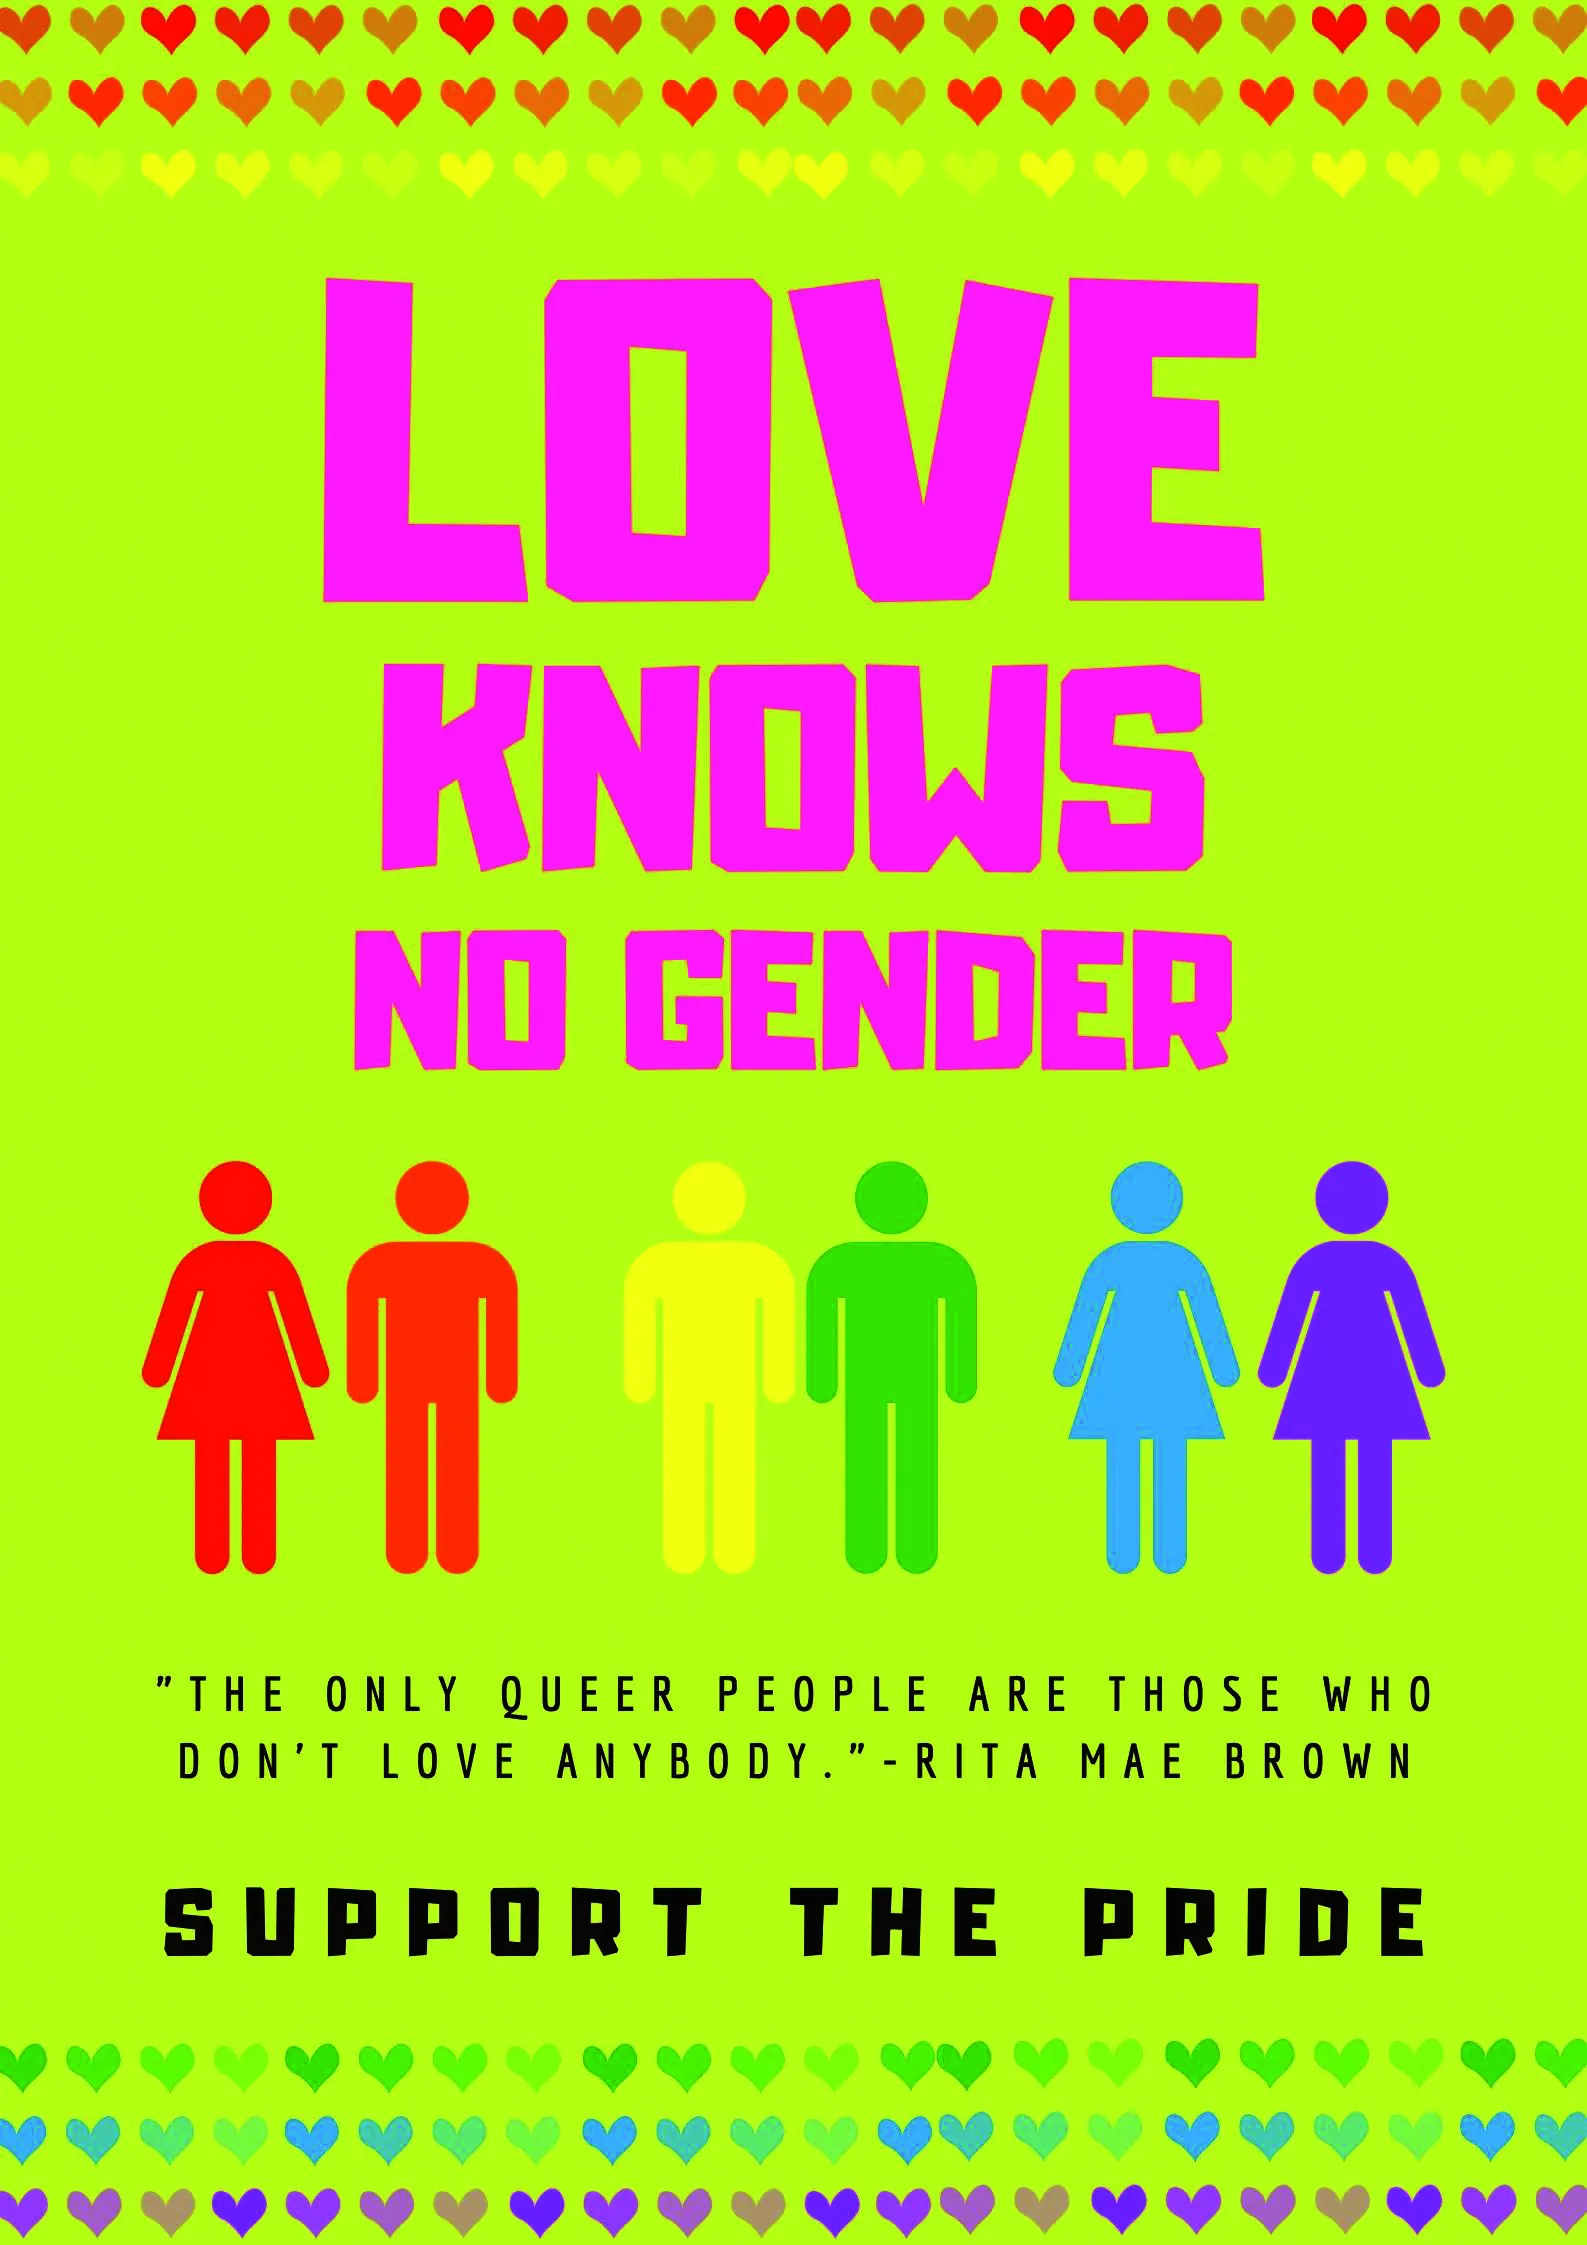 LOVE
KNOWS
NO GENDER
"THE ONLY QUEER PEOPLE ARE THOSE WHO
DON'T LOVE ANYBODY."-RITA MAE BROWN
SUPPORT THE PRIDE